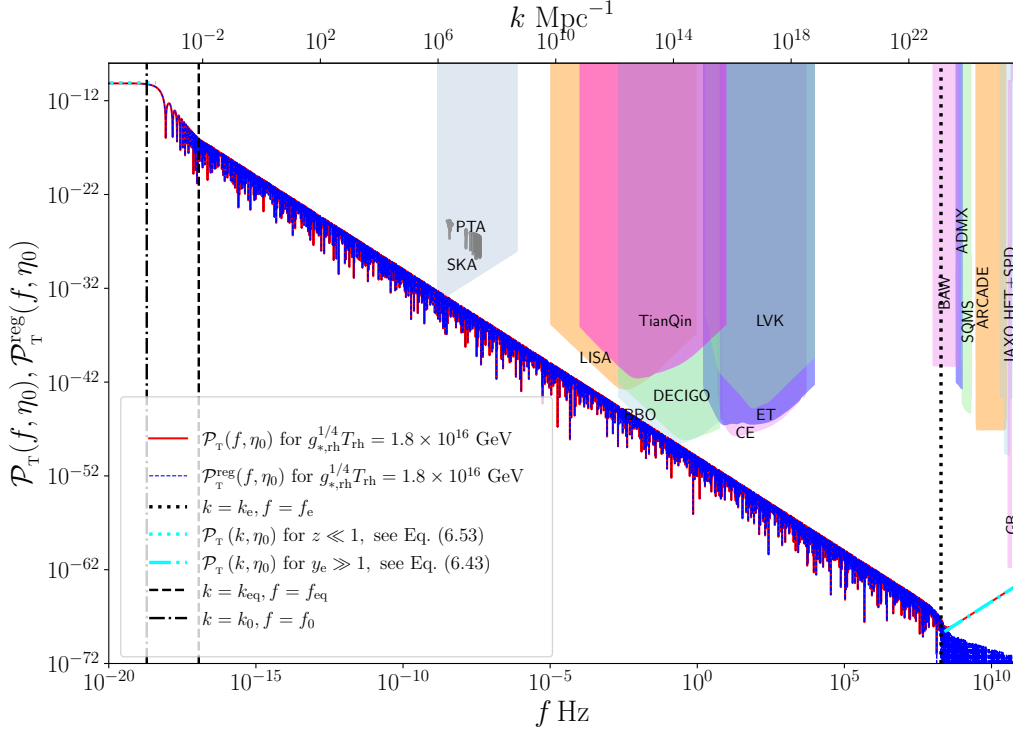 k Mpc⁻¹
10⁻² 10² 10⁶ 10¹⁰ 10¹⁴ 10¹⁸ 10²²
𝒫_T(f, η₀), 𝒫_T^reg(f, η₀)
10⁻¹²
10⁻²²
10⁻³²
10⁻⁴²
10⁻⁵²
10⁻⁶²
10⁻⁷²
PTA
SKA
LISA
TianQin
DECIGO
BBO
LVK
ET
CE
BAW
ADMX
SQMS
ARCADE
IAXO HET+SPD
𝒫_T(f, η₀) for g_{*,rh}^{1/4}T_rh = 1.8 × 10¹⁶ GeV
𝒫_T^reg(f, η₀) for g_{*,rh}^{1/4}T_rh = 1.8 × 10¹⁶ GeV
k = k_e, f = f_e
𝒫_T(k, η₀) for z ≪ 1, see Eq. (6.53)
𝒫_T(k, η₀) for y_e ≫ 1, see Eq. (6.43)
k = k_eq, f = f_eq
k = k₀, f = f₀
10⁻²⁰ 10⁻¹⁵ 10⁻¹⁰ 10⁻⁵ 10⁰ 10⁵ 10¹⁰
f Hz